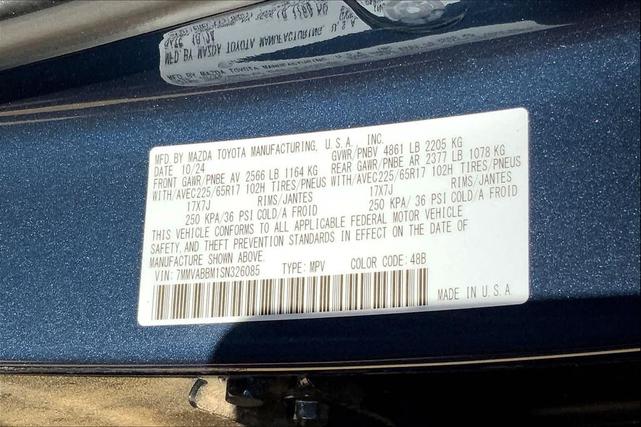 MFD. BY MAZDA TOYOTA MANUFACTURING, U.S.A. INC.
DATE 10/24 GVWR/PNBV 4861 LB 2205 KG
FRONT GAWR/PNBE AV 2566 LB 1164 KG REAR GAWR/PNBE AR 2377 LB 1078 KG
WITH/AVEC225/65R17 102H TIRES/PNEUS WITH/AVEC225/65R17 102H TIRES/PNEUS
17X7J RIMS/JANTES 17X7J RIMS/JANTES
250 KPA/36 PSI COLD/A FROID 250 KPA/ 36 PSI COLD/A FROID
THIS VEHICLE CONFORMS TO ALL APPLICABLE FEDERAL MOTOR VEHICLE
SAFETY, AND THEFT PREVENTION STANDARDS IN EFFECT ON THE DATE OF
MANUFACTURE SHOWN ABOVE.
VIN: 7MMVABBM1SN326085 TYPE: MPV COLOR CODE: 48B
MADE IN U.S.A